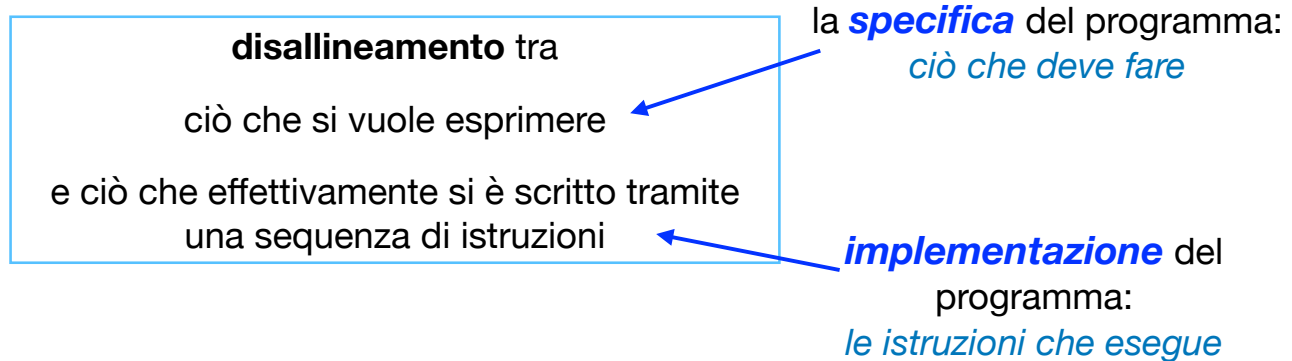 disallineamento tra
ciò che si vuole esprimere
e ciò che effettivamente si è scritto tramite
una sequenza di istruzioni
la specifica del programma:
ciò che deve fare
implementazione del
programma:
le istruzioni che esegue